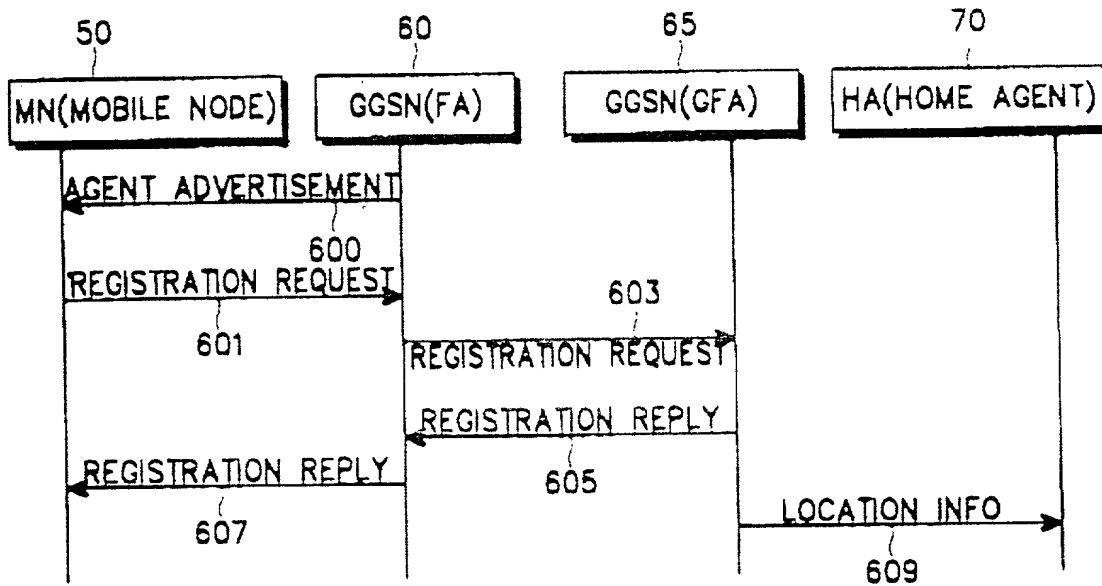 50
60
65
70
MN(MOBILE NODE)
GGSN(FA)
GGSN(GFA)
HA(HOME AGENT)
AGENT ADVERTISEMENT
600
REGISTRATION REQUEST
601
603
REGISTRATION REQUEST
REGISTRATION REPLY
605
REGISTRATION REPLY
607
LOCATION INFO
609